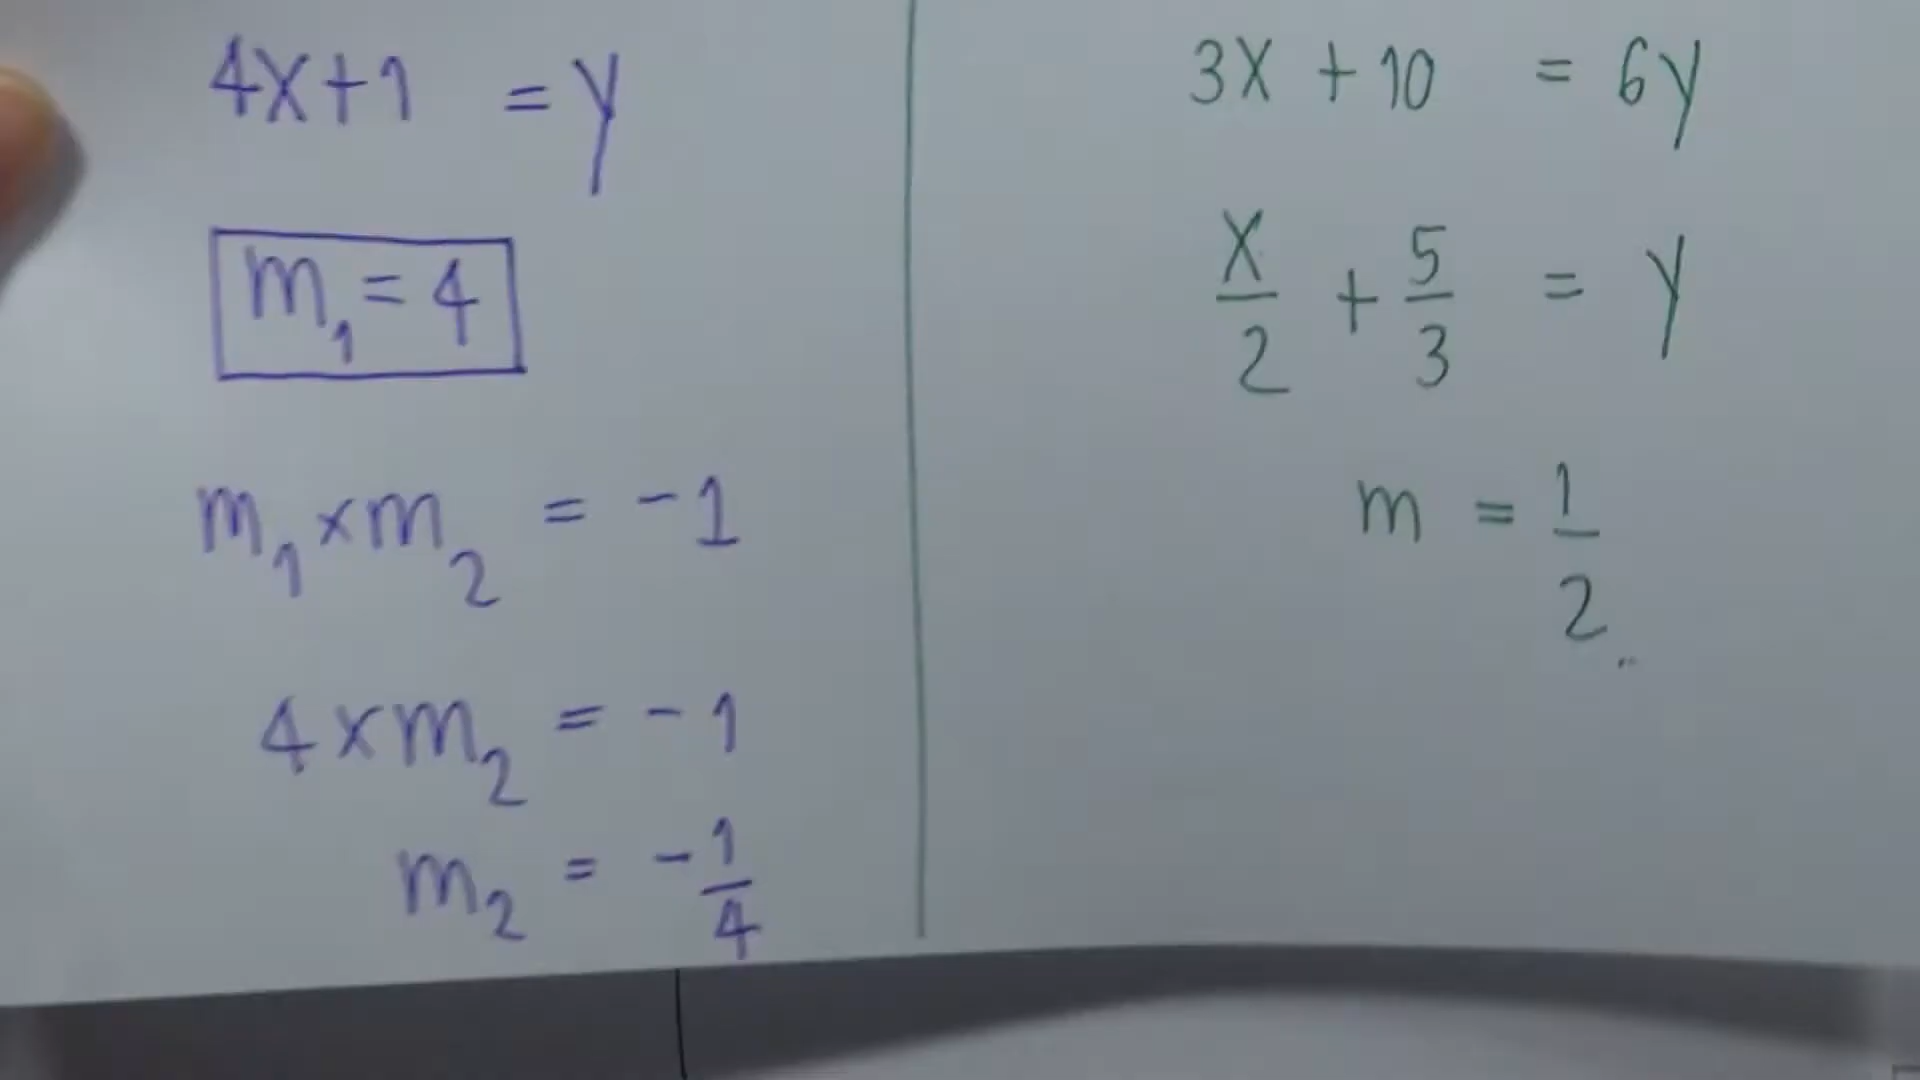 4x+1 = y
m₁ = 4
m₁ × m₂ = -1
4 × m₂ = -1
m₂ = -1/4
3x + 10 = 6y
x/2 + 5/3 = y
m = 1/2